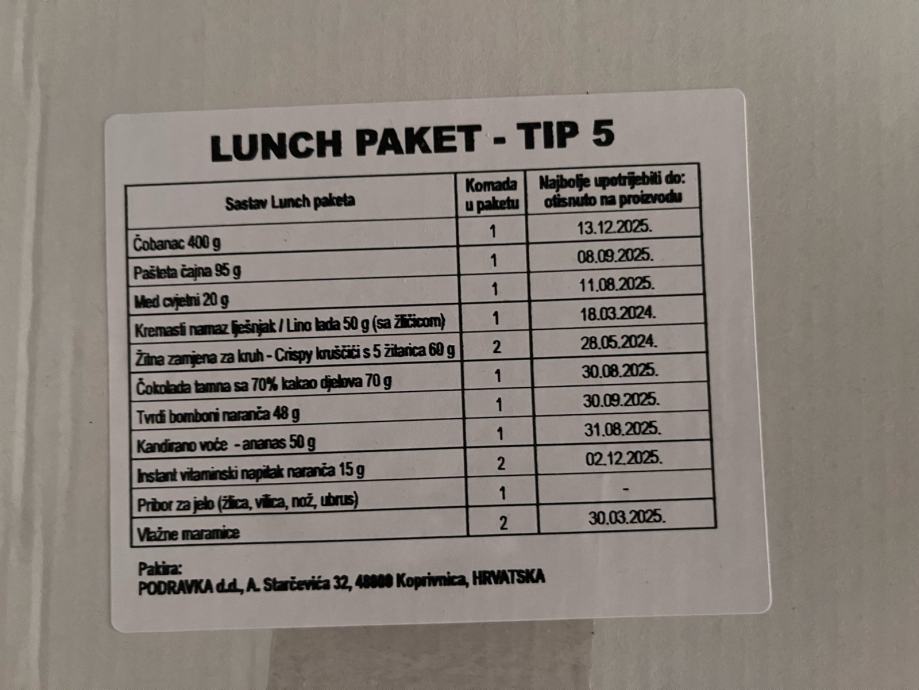 LUNCH PAKET - TIP 5
Sastav Lunch paketa Komada u paketu Najbolje upotrijebiti do: otisnuto na proizvodu
Čobanac 400 g 1 13.12.2025.
Pašteta čajna 95 g 1 08.09.2025.
Med cvjetni 20 g 1 11.08.2025.
Kremasti namaz lješnjak / Lino lada 50 g (sa žličicom) 1 18.03.2024.
Žitna zamjena za kruh - Crispy kruščići s 5 žitarica 60 g 2 28.05.2024.
Čokolada tamna sa 70% kakao djelova 70 g 1 30.08.2025.
Tvrdi bomboni naranča 48 g 1 30.09.2025.
Kandirano voće - ananas 50 g 1 31.08.2025.
Instant vitaminski napitak naranča 15 g 2 02.12.2025.
Pribor za jelo (žlica, vilica, nož, ubrus) 1 -
Vlažne maramice 2 30.03.2025.
Pakira:
PODRAVKA d.d., A. Starčevića 32, 48000 Koprivnica, HRVATSKA